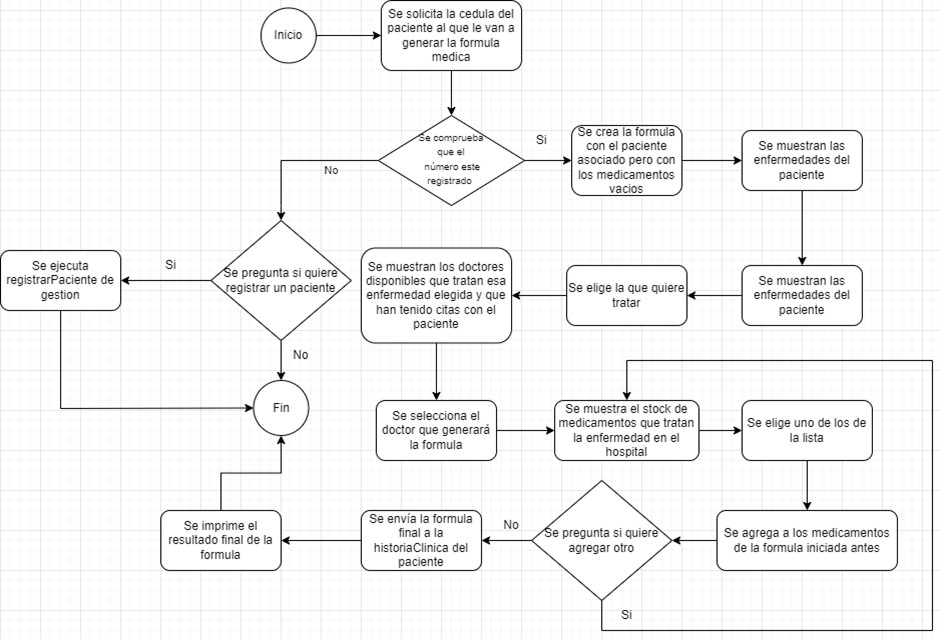 Inicio
Se solicita la cedula del
paciente al que le van a
generar la formula
medica
Se comprueba
que el
número este
registrado
Si
No
Se crea la formula
con el paciente
asociado pero con
los medicamentos
vacios
Se muestran las
enfermedades del
paciente
Se ejecuta
registrarPaciente de
gestion
Si
Se pregunta si quiere
registrar un paciente
No
Se muestran los doctores
disponibles que tratan esa
enfermedad elegida y que
han tenido citas con el
paciente
Se elige la que quiere
tratar
Se muestran las
enfermedades del
paciente
Fin
Se selecciona el
doctor que generará
la formula
Se muestra el stock de
medicamentos que tratan
la enfermedad en el
hospital
Se elige uno de los de
la lista
Se imprime el
resultado final de la
formula
Se envía la formula
final a la
historiaClinica del
paciente
No
Se pregunta si quiere
agregar otro
Se agrega a los medicamentos
de la formula iniciada antes
Si